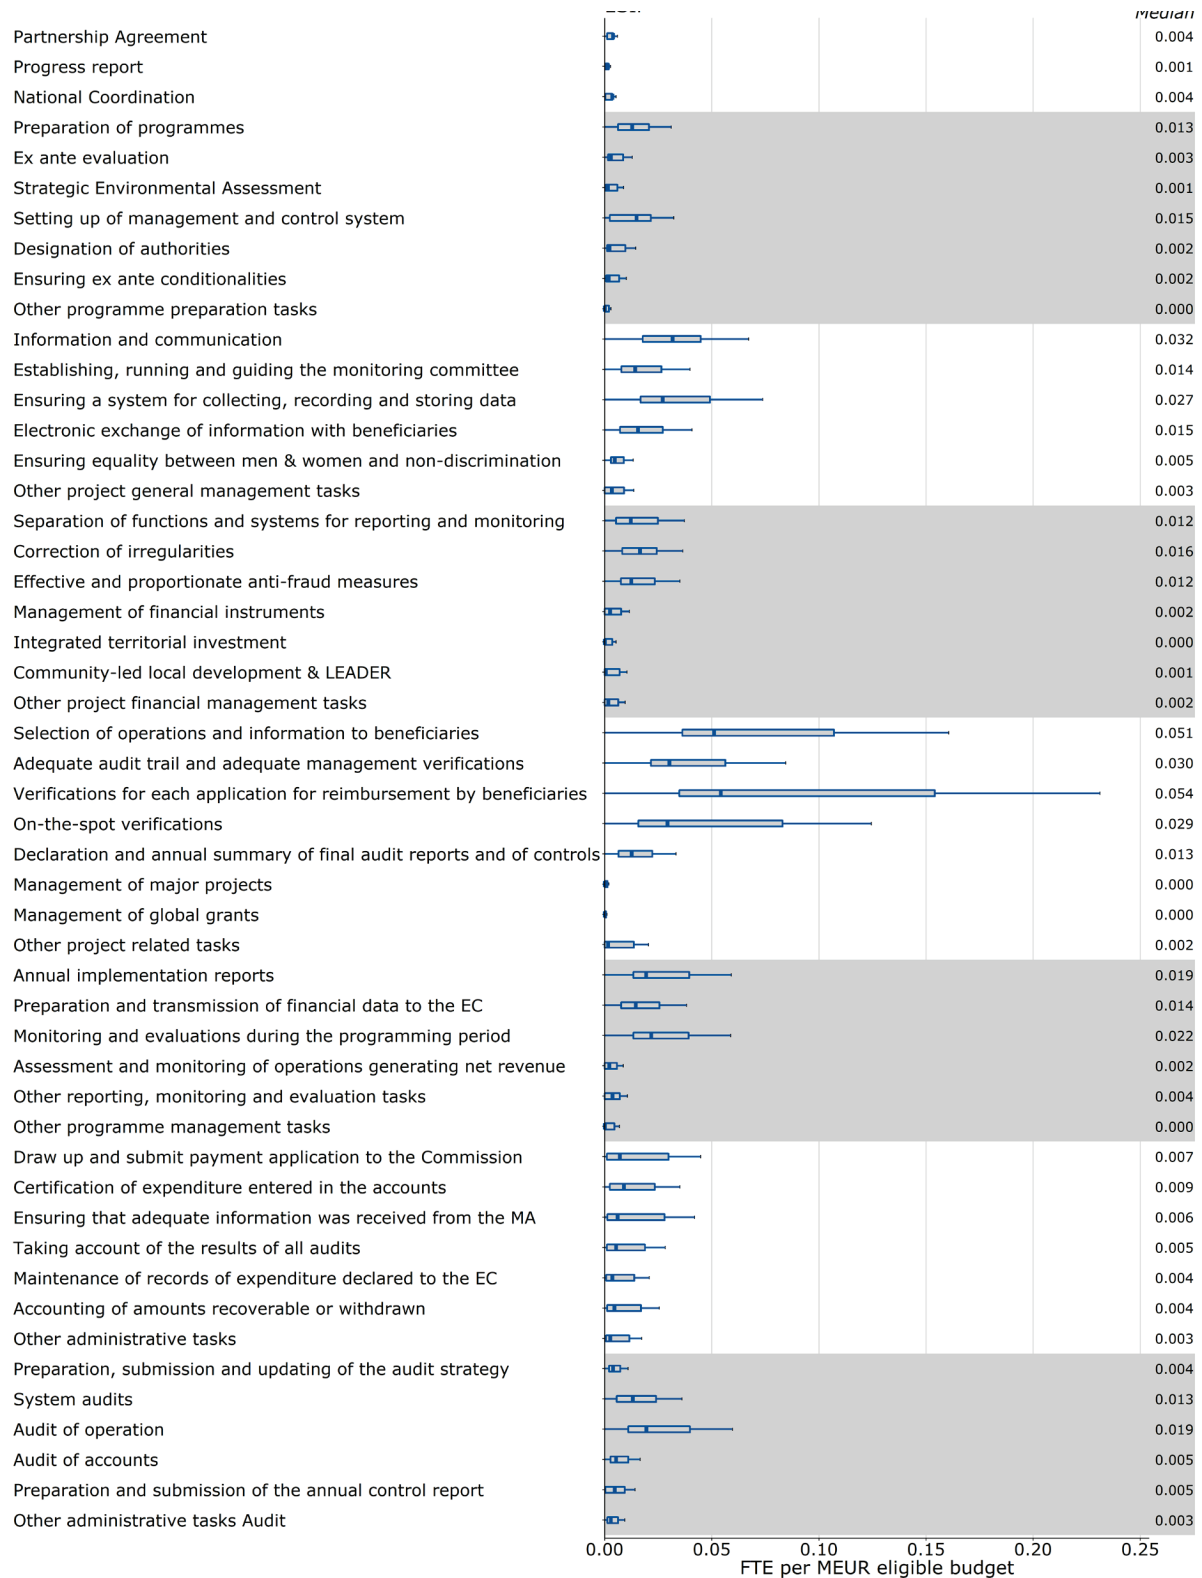 Median
Partnership Agreement 0.004
Progress report 0.001
National Coordination 0.004
Preparation of programmes 0.013
Ex ante evaluation 0.003
Strategic Environmental Assessment 0.001
Setting up of management and control system 0.015
Designation of authorities 0.002
Ensuring ex ante conditionalities 0.002
Other programme preparation tasks 0.000
Information and communication 0.032
Establishing, running and guiding the monitoring committee 0.014
Ensuring a system for collecting, recording and storing data 0.027
Electronic exchange of information with beneficiaries 0.015
Ensuring equality between men & women and non-discrimination 0.005
Other project general management tasks 0.003
Separation of functions and systems for reporting and monitoring 0.012
Correction of irregularities 0.016
Effective and proportionate anti-fraud measures 0.012
Management of financial instruments 0.002
Integrated territorial investment 0.000
Community-led local development & LEADER 0.001
Other project financial management tasks 0.002
Selection of operations and information to beneficiaries 0.051
Adequate audit trail and adequate management verifications 0.030
Verifications for each application for reimbursement by beneficiaries 0.054
On-the-spot verifications 0.029
Declaration and annual summary of final audit reports and of controls 0.013
Management of major projects 0.000
Management of global grants 0.000
Other project related tasks 0.002
Annual implementation reports 0.019
Preparation and transmission of financial data to the EC 0.014
Monitoring and evaluations during the programming period 0.022
Assessment and monitoring of operations generating net revenue 0.002
Other reporting, monitoring and evaluation tasks 0.004
Other programme management tasks 0.000
Draw up and submit payment application to the Commission 0.007
Certification of expenditure entered in the accounts 0.009
Ensuring that adequate information was received from the MA 0.006
Taking account of the results of all audits 0.005
Maintenance of records of expenditure declared to the EC 0.004
Accounting of amounts recoverable or withdrawn 0.004
Other administrative tasks 0.003
Preparation, submission and updating of the audit strategy 0.004
System audits 0.013
Audit of operation 0.019
Audit of accounts 0.005
Preparation and submission of the annual control report 0.005
Other administrative tasks Audit 0.003
0.00 0.05 0.10 0.15 0.20 0.25
FTE per MEUR eligible budget